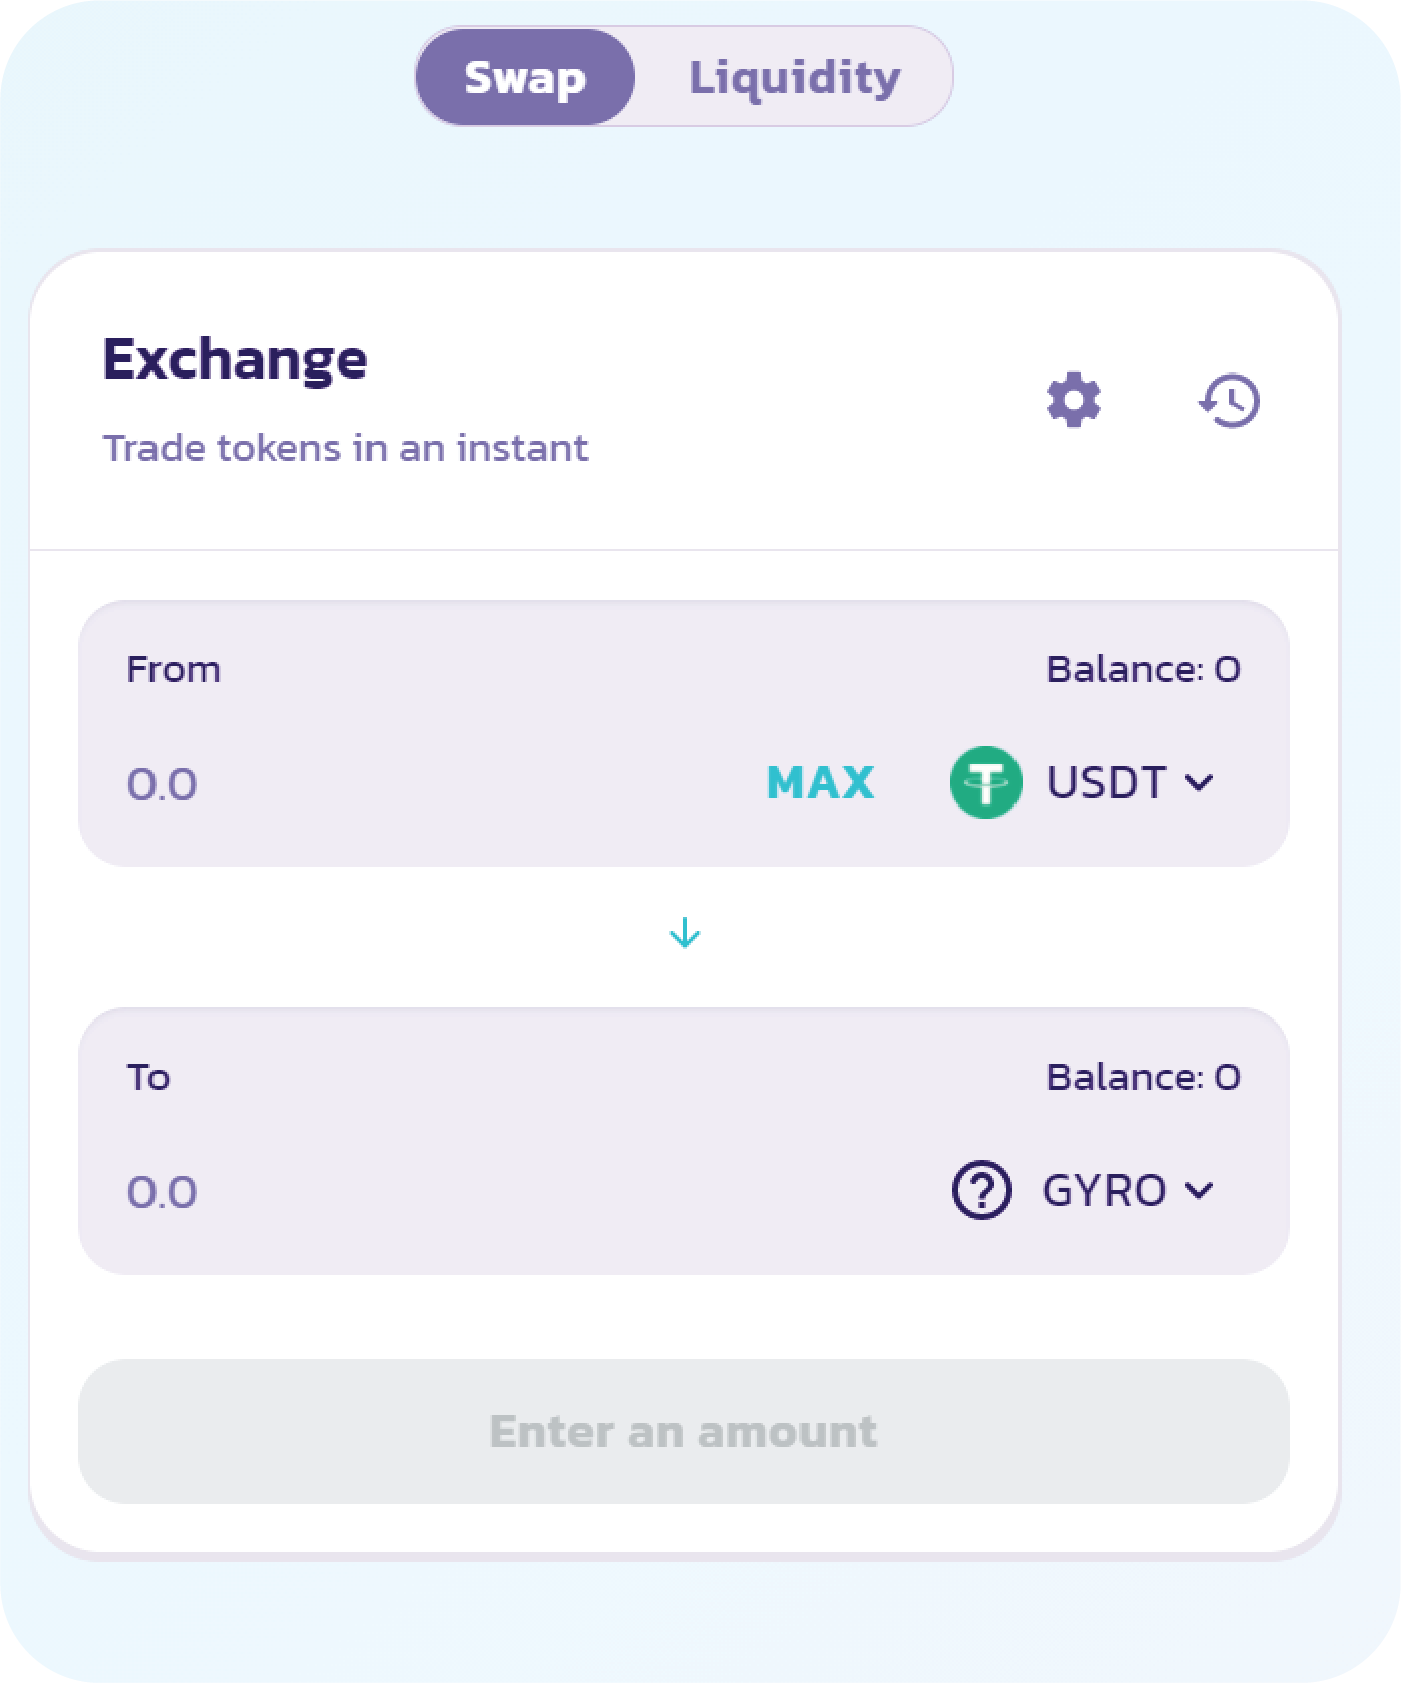 Swap Liquidity
Exchange
Trade tokens in an instant
From Balance: 0
0.0 MAX USDT
To Balance: 0
0.0 GYRO
Enter an amount